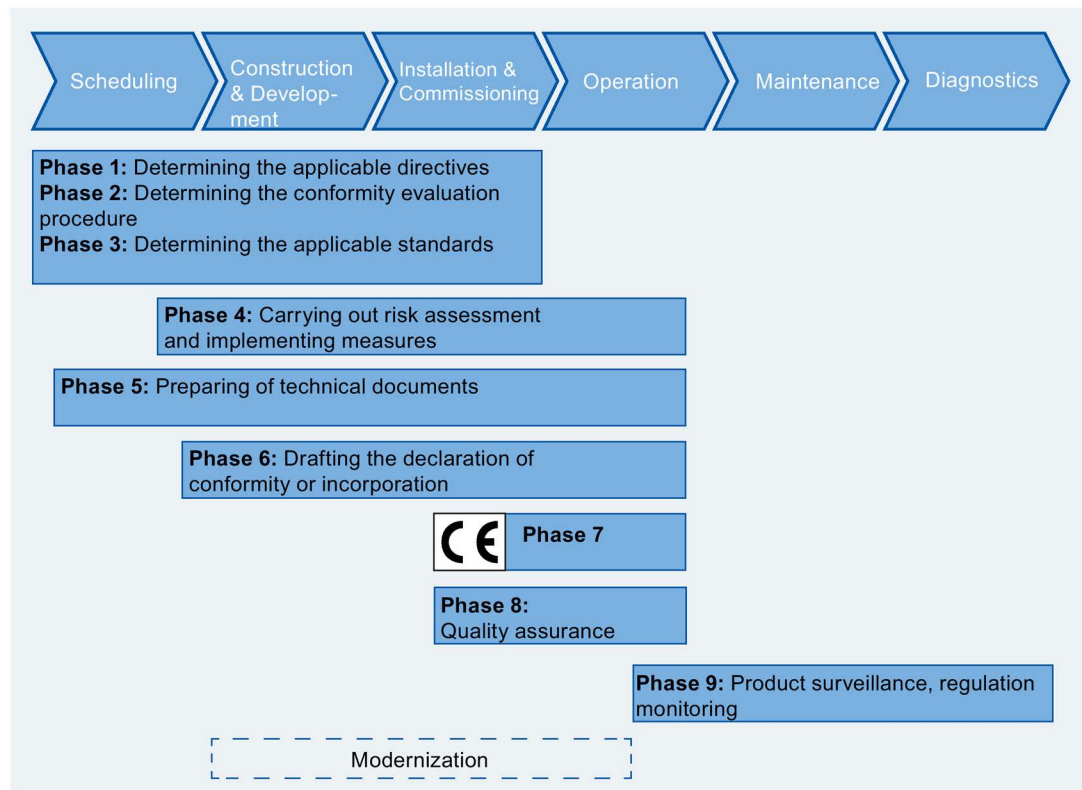 Scheduling
Construction
& Develop-
ment
Installation &
Commissioning
Operation
Maintenance
Diagnostics
Phase 1: Determining the applicable directives
Phase 2: Determining the conformity evaluation
procedure
Phase 3: Determining the applicable standards
Phase 4: Carrying out risk assessment
and implementing measures
Phase 5: Preparing of technical documents
Phase 6: Drafting the declaration of
conformity or incorporation
CE Phase 7
Phase 8:
Quality assurance
Phase 9: Product surveillance, regulation
monitoring
Modernization